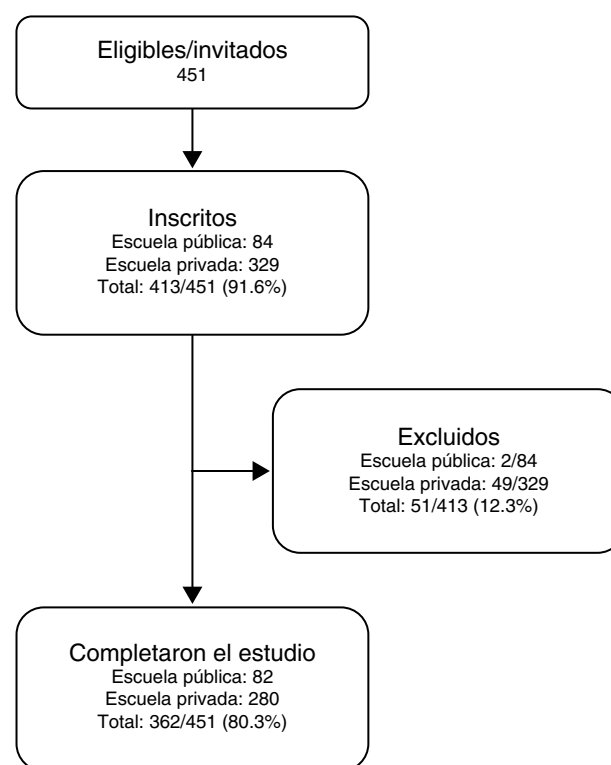 Eligibles/invitados
451
Inscritos
Escuela pública: 84
Escuela privada: 329
Total: 413/451 (91.6%)
Excluidos
Escuela pública: 2/84
Escuela privada: 49/329
Total: 51/413 (12.3%)
Completaron el estudio
Escuela pública: 82
Escuela privada: 280
Total: 362/451 (80.3%)